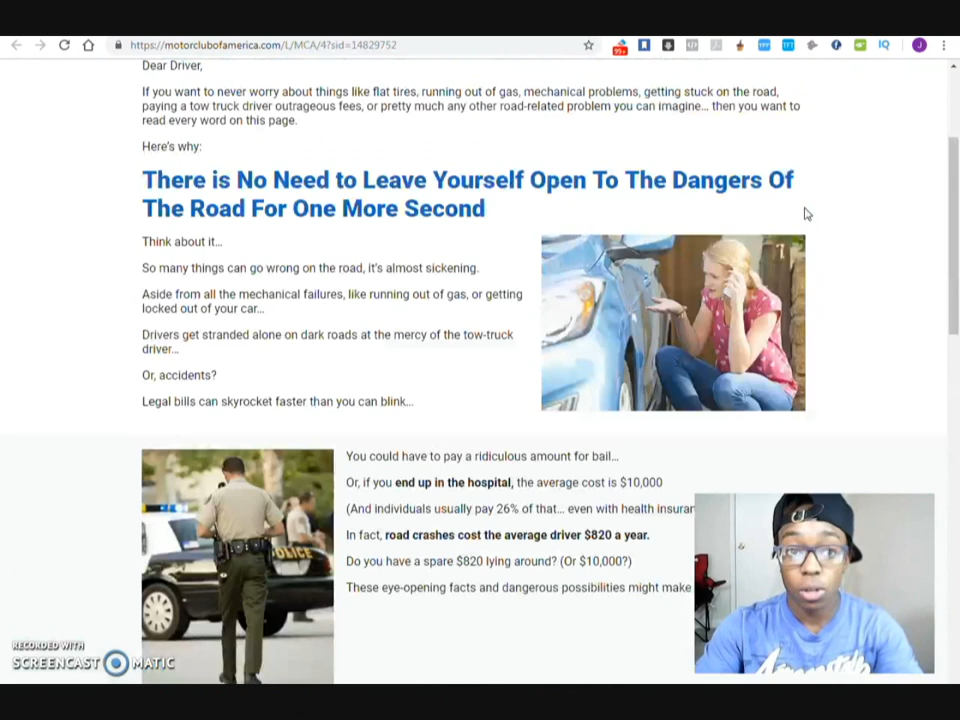 https://motorclubofamerica.com/L/MCA/4?sid=14829752
99+
IQ
J
Dear Driver,
If you want to never worry about things like flat tires, running out of gas, mechanical problems, getting stuck on the road,
paying a tow truck driver outrageous fees, or pretty much any other road-related problem you can imagine... then you want to
read every word on this page.
Here's why:
There is No Need to Leave Yourself Open To The Dangers Of
The Road For One More Second
Think about it...
So many things can go wrong on the road, it's almost sickening.
Aside from all the mechanical failures, like running out of gas, or getting
locked out of your car...
Drivers get stranded alone on dark roads at the mercy of the tow-truck
driver...
Or, accidents?
Legal bills can skyrocket faster than you can blink...
You could have to pay a ridiculous amount for bail...
Or, if you end up in the hospital, the average cost is $10,000
(And individuals usually pay 26% of that... even with health insuran
In fact, road crashes cost the average driver $820 a year.
Do you have a spare $820 lying around? (Or $10,000?)
These eye-opening facts and dangerous possibilities might make
POLICE
RECORDED WITH
SCREENCAST MATIC